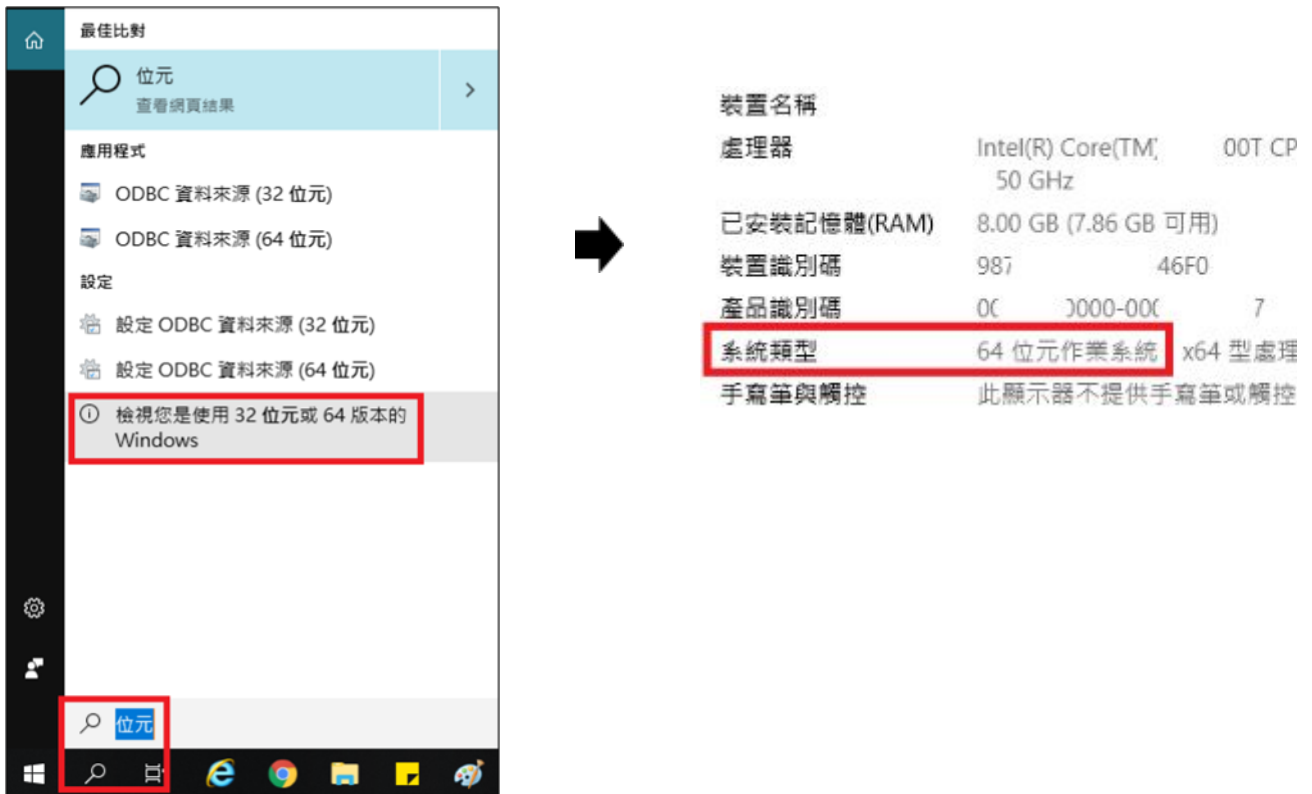 最佳比對
位元
查看網頁結果
應用程式
ODBC 資料來源 (32 位元)
ODBC 資料來源 (64 位元)
設定
設定 ODBC 資料來源 (32 位元)
設定 ODBC 資料來源 (64 位元)
檢視您是使用 32 位元或 64 版本的
Windows
位元
裝置名稱
處理器 Intel(R) Core(TM) 00T CP
50 GHz
已安裝記憶體(RAM) 8.00 GB (7.86 GB 可用)
裝置識別碼 987 46F0
產品識別碼 0000-000 7
系統類型 64 位元作業系統 x64 型處理
手寫筆與觸控 此顯示器不提供手寫筆或觸控